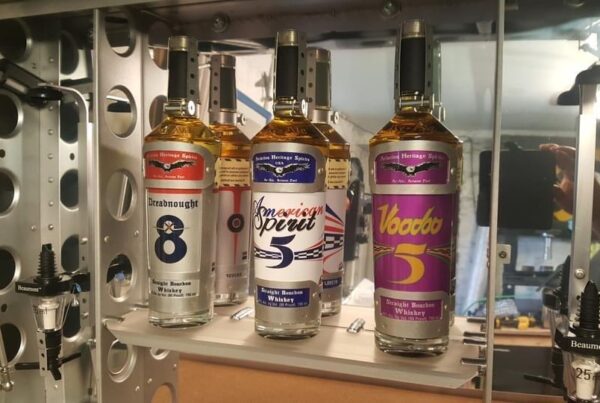 Aviation Heritage Spirits
Dreadnought
8
Straight Bourbon
Whiskey
Aviation Heritage Spirits
USA
American
Spirit
5
Straight Bourbon
Whiskey
Aviation Heritage Spirits
Voodoo
5
Straight Bourbon
Whiskey
Beaumont
Beaumont
25